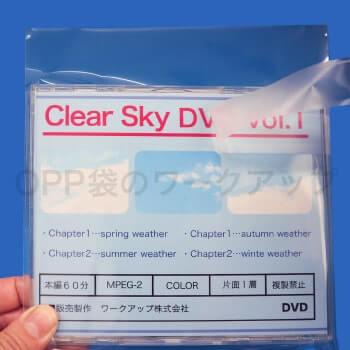 Clear Sky DV Vol.1
OPP袋のワークアップ
・Chapter1…spring weather ・Chapter1…autumn weather
・Chapter2…summer weather ・Chapter2…winte weather
本編60分 MPEG-2 COLOR 片面1層 複製禁止
販売製作 ワークアップ株式会社 DVD